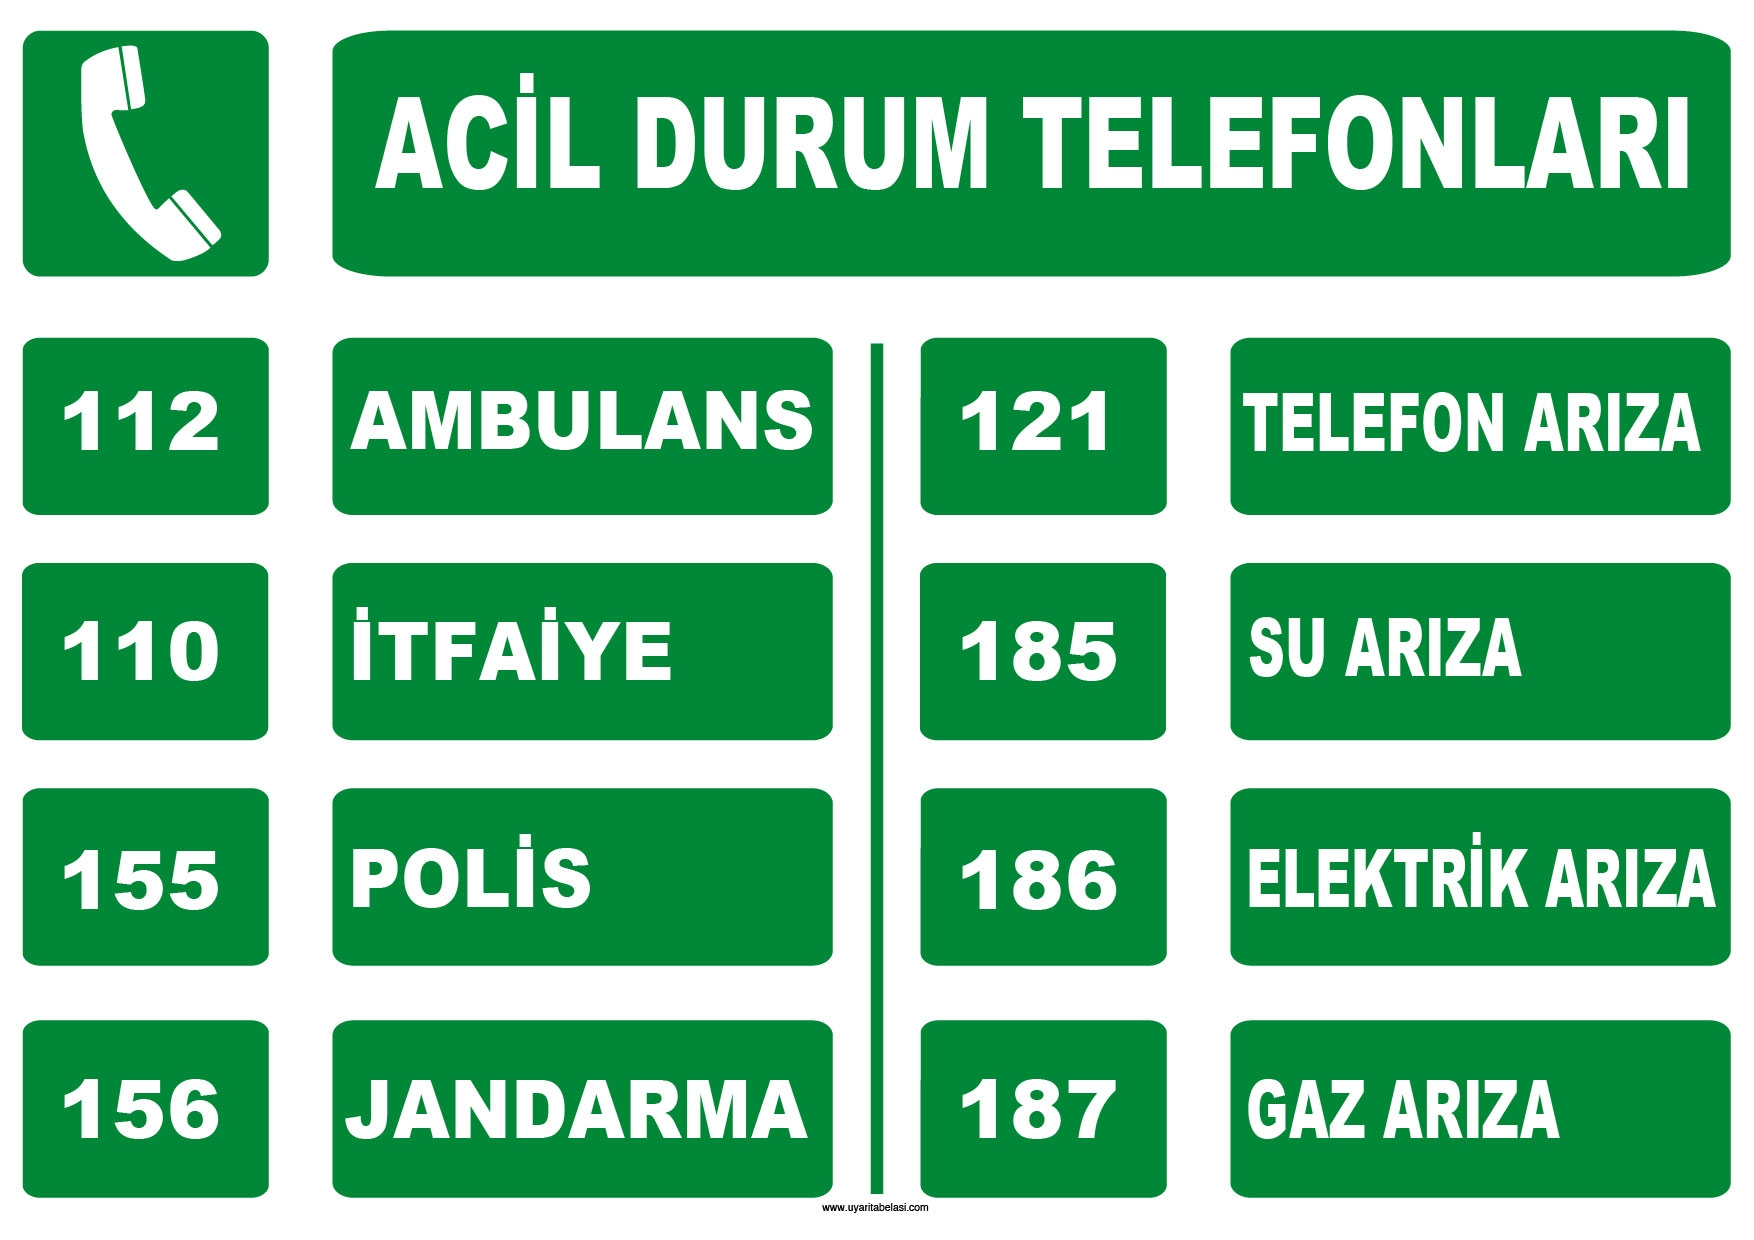 ACİL DURUM TELEFONLARI
112 AMBULANS
110 İTFAİYE
155 POLİS
156 JANDARMA
121 TELEFON ARIZA
185 SU ARIZA
186 ELEKTRİK ARIZA
187 GAZ ARIZA
www.uyaritabelasi.com